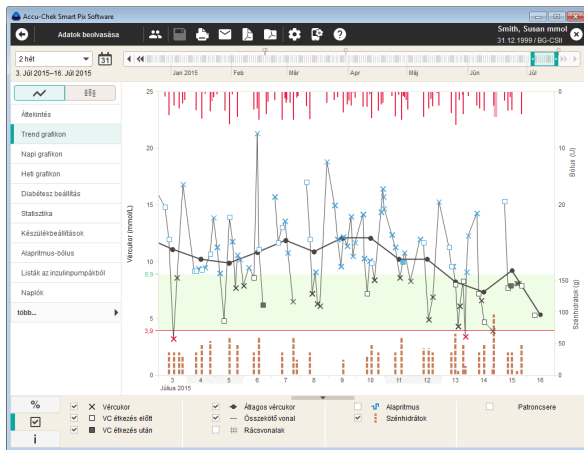 Accu-Chek Smart Pix Software
Adatok beolvasása
Smith, Susan mmol
31.12.1999 / BG-CSII
2 hét
31
3. Júl 2015–16. Júl 2015
Jan 2015 Feb Már Apr Máj Jún Júl
Áttekintés
Trend grafikon
Napi grafikon
Heti grafikon
Diabétesz beállítás
Statisztika
Készülékbeállítások
Alapritmus-bólus
Listák az inzulinpumpákból
Naplók
több...
Vércukor (mmol/L)
25
20
15
10
8.9
5
3.9
0
Bólus (U)
0
10
20
Szénhidrátok (g)
150
100
50
0
3 4 5 6 7 8 9 10 11 12 13 14 15 16
Július 2015
%
i
Vércukor
VC étkezés előtt
VC étkezés után
Átlagos vércukor
Összekötő vonal
Rácsvonalak
Alapritmus
Szénhidrátok
Patroncsere